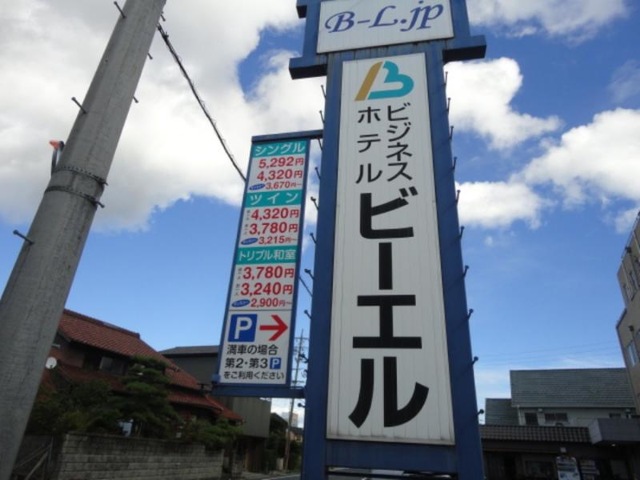 B-L.jp
B
ビジネス
ホテル
ビーエル
シングル
5,292円
4,320円
3,670円~
ツイン
4,320円
3,780円
3,215円~
トリプル和室
3,780円
3,240円
2,900円~
P
満車の場合
第2・第3P
をご利用ください